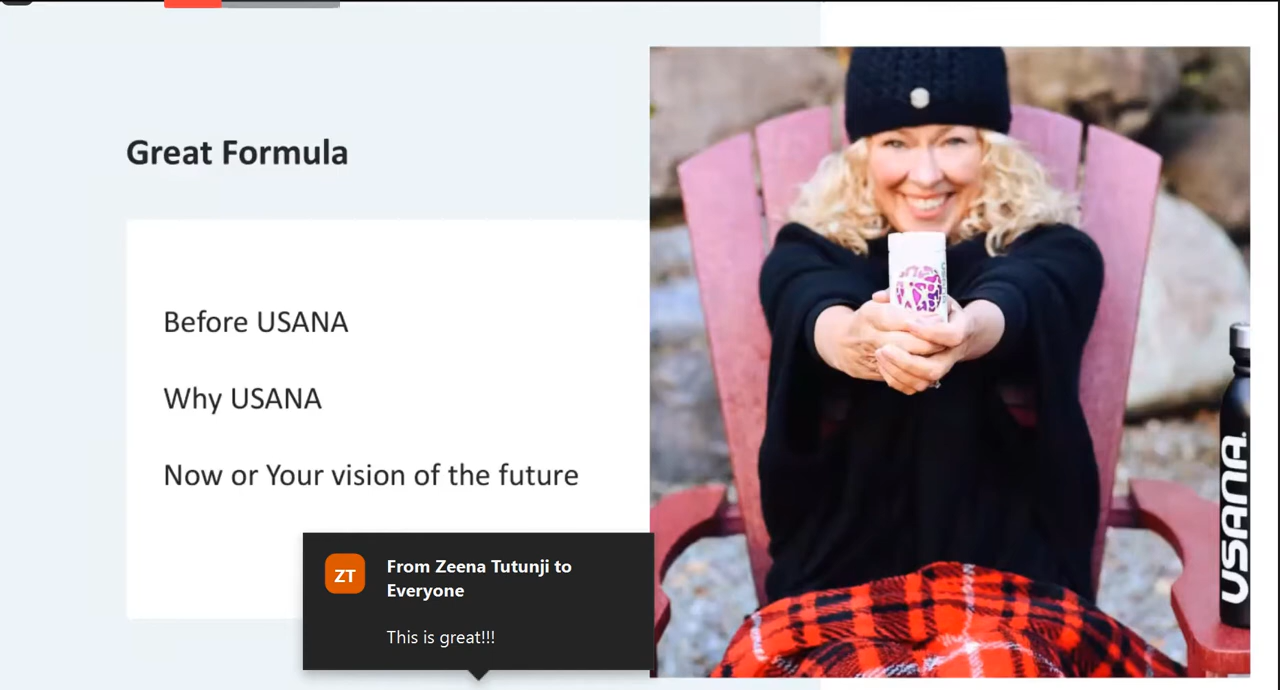 Great Formula
Before USANA
Why USANA
Now or Your vision of the future
ZT
From Zeena Tutunji to
Everyone
This is great!!!
USANA